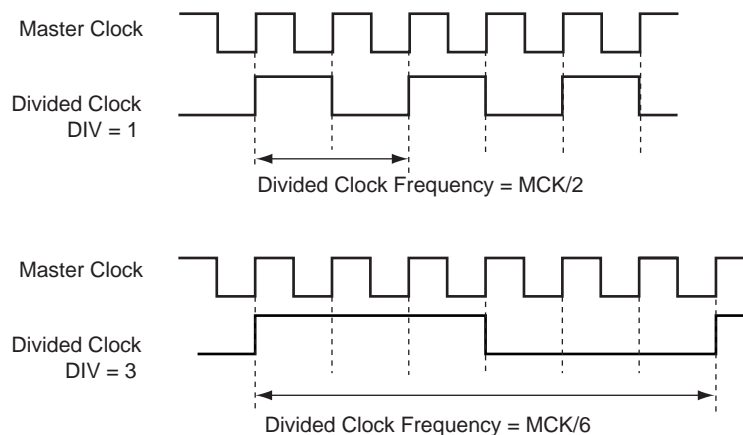 Master Clock
Divided Clock
DIV = 1
Divided Clock Frequency = MCK/2
Master Clock
Divided Clock
DIV = 3
Divided Clock Frequency = MCK/6